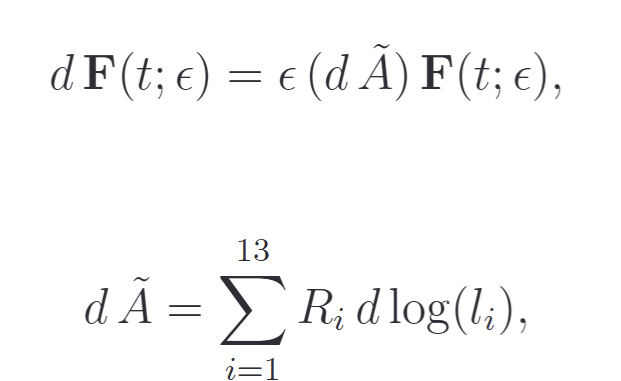 d F(t; ϵ) = ϵ (d Ã) F(t; ϵ),
d Ã = ∑_{i=1}^{13} R_i d log(l_i),